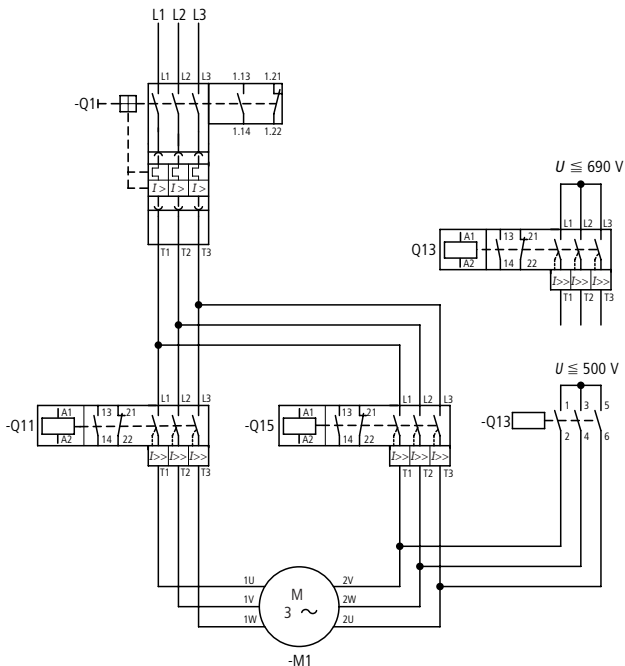 L1 L2 L3
L1 L2 L3 1.13 1.21
-Q1
1.14 1.22
I> I> I>
T1 T2 T3
U ≦ 690 V
L1 L2 L3
A1 13 21
Q13
A2 14 22
I>> I>> I>>
T1 T2 T3
U ≦ 500 V
L1 L2 L3
A1 13 21
-Q11
A2 14 22
I>> I>> I>>
T1 T2 T3
L1 L2 L3
A1 13 21
-Q15
A2 14 22
I>> I>> I>>
T1 T2 T3
1 3 5
-Q13
2 4 6
1U M 2V
1V 3 ~ 2W
1W 2U
-M1